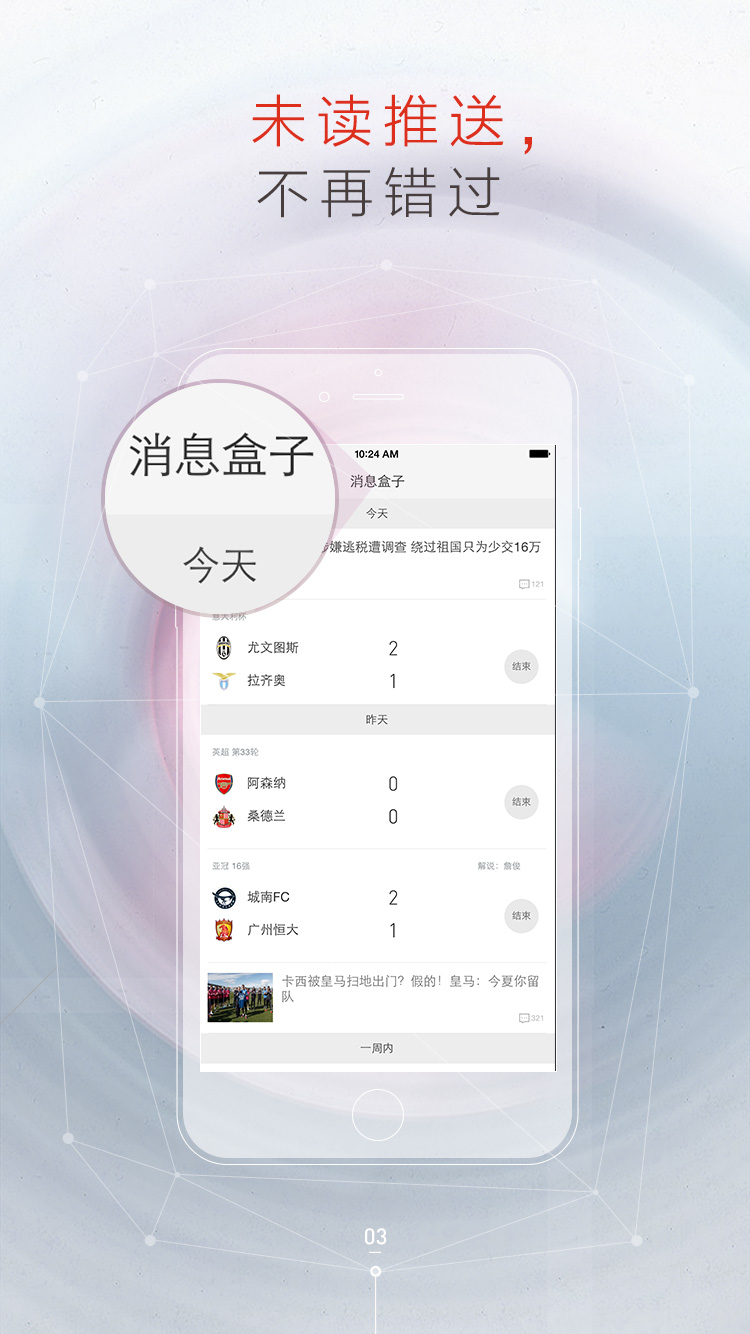 未读推送，
不再错过
消息盒子
今天
10:24 AM
消息盒子
今天
嫌逃税遭调查 绕过祖国只为少交16万
121
意大利杯
尤文图斯 2
拉齐奥 1
结束
昨天
英超 第33轮
阿森纳 0
桑德兰 0
结束
亚冠 16强 解说：詹俊
城南FC 2
广州恒大 1
结束
卡西被皇马扫地出门？假的！皇马：今夏你留
队
321
一周内
03